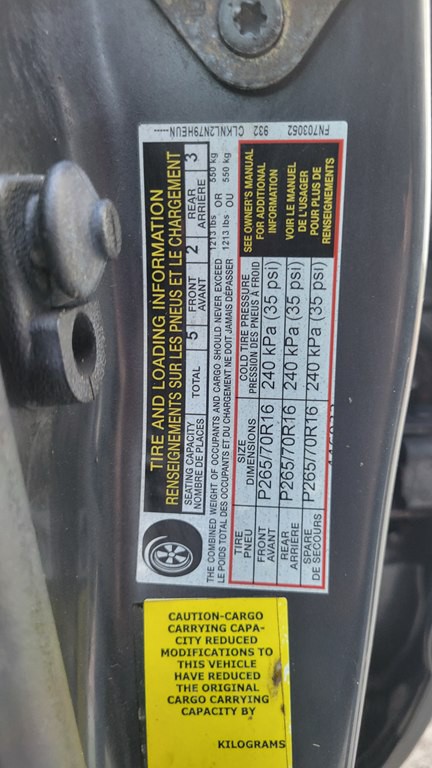 FN703062 932 CLKNL2N79HEUN-----
TIRE AND LOADING INFORMATION
RENSEIGNEMENTS SUR LES PNEUS ET LE CHARGEMENT
SEATING CAPACITY TOTAL 5 FRONT 2 REAR 3
NOMBRE DE PLACES AVANT ARRIÈRE
THE COMBINED WEIGHT OF OCCUPANTS AND CARGO SHOULD NEVER EXCEED 1213 lbs OR 550 kg
LE POIDS TOTAL DES OCCUPANTS ET DU CHARGEMENT NE DOIT JAMAIS DÉPASSER 1213 lbs OU 550 kg
TIRE SIZE COLD TIRE PRESSURE
PNEU DIMENSIONS PRESSION DES PNEUS A FROID
FRONT
AVANT
P265/70R16 240 kPa (35 psi)
REAR
ARRIÈRE
P265/70R16 240 kPa (35 psi)
SPARE
DE SECOURS
P265/70R16 240 kPa (35 psi)
SEE OWNER'S MANUAL
FOR ADDITIONAL
INFORMATION
VOIR LE MANUEL
DE L'USAGER
POUR PLUS DE
RENSEIGNEMENTS
CAUTION-CARGO
CARRYING CAPA-
CITY REDUCED
MODIFICATIONS TO
THIS VEHICLE
HAVE REDUCED
THE ORIGINAL
CARGO CARRYING
CAPACITY BY
KILOGRAMS